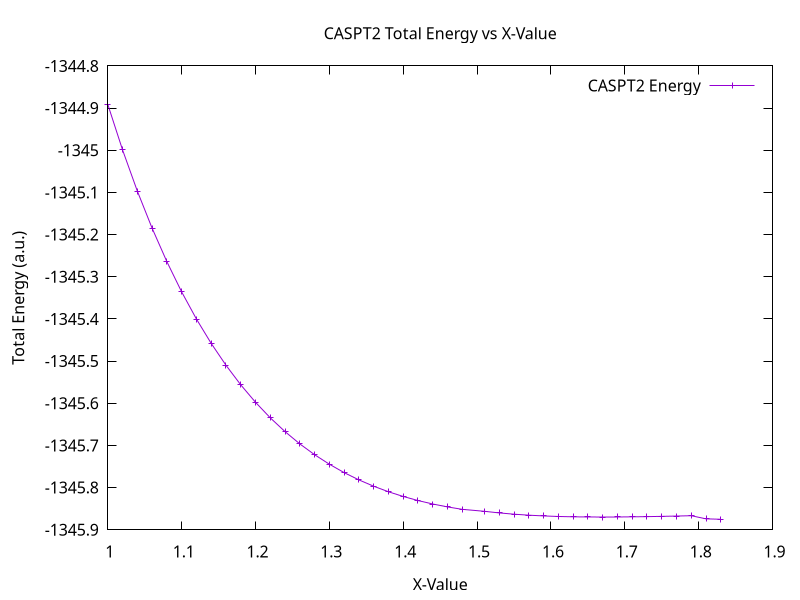 CASPT2 Total Energy vs X-Value
CASPT2 Energy
Total Energy (a.u.)
-1344.8
-1344.9
-1345
-1345.1
-1345.2
-1345.3
-1345.4
-1345.5
-1345.6
-1345.7
-1345.8
-1345.9
1 1.1 1.2 1.3 1.4 1.5 1.6 1.7 1.8 1.9
X-Value